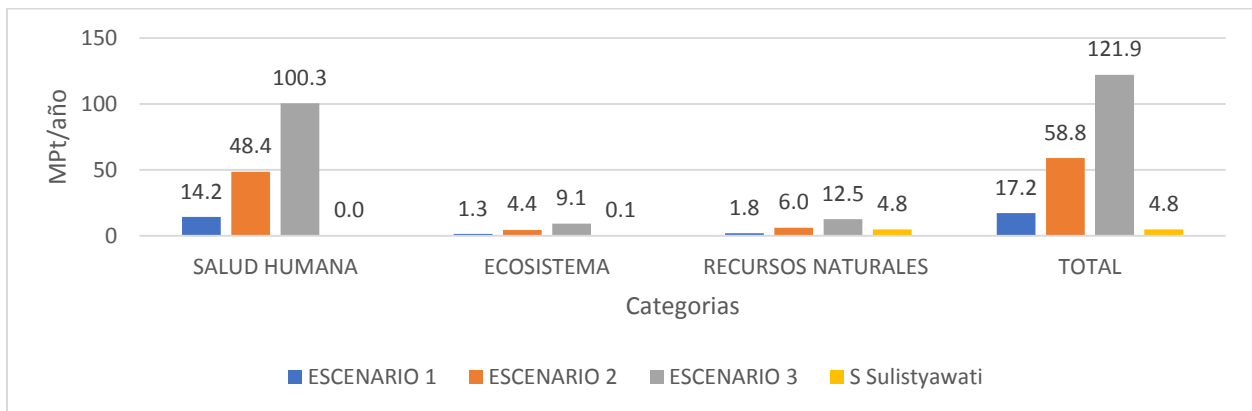 150
100
50
0
MPt/año
14.2
48.4
100.3
0.0
1.3
4.4
9.1
0.1
1.8
6.0
12.5
4.8
17.2
58.8
121.9
4.8
SALUD HUMANA
ECOSISTEMA
RECURSOS NATURALES
TOTAL
Categorias
ESCENARIO 1
ESCENARIO 2
ESCENARIO 3
S Sulistyawati